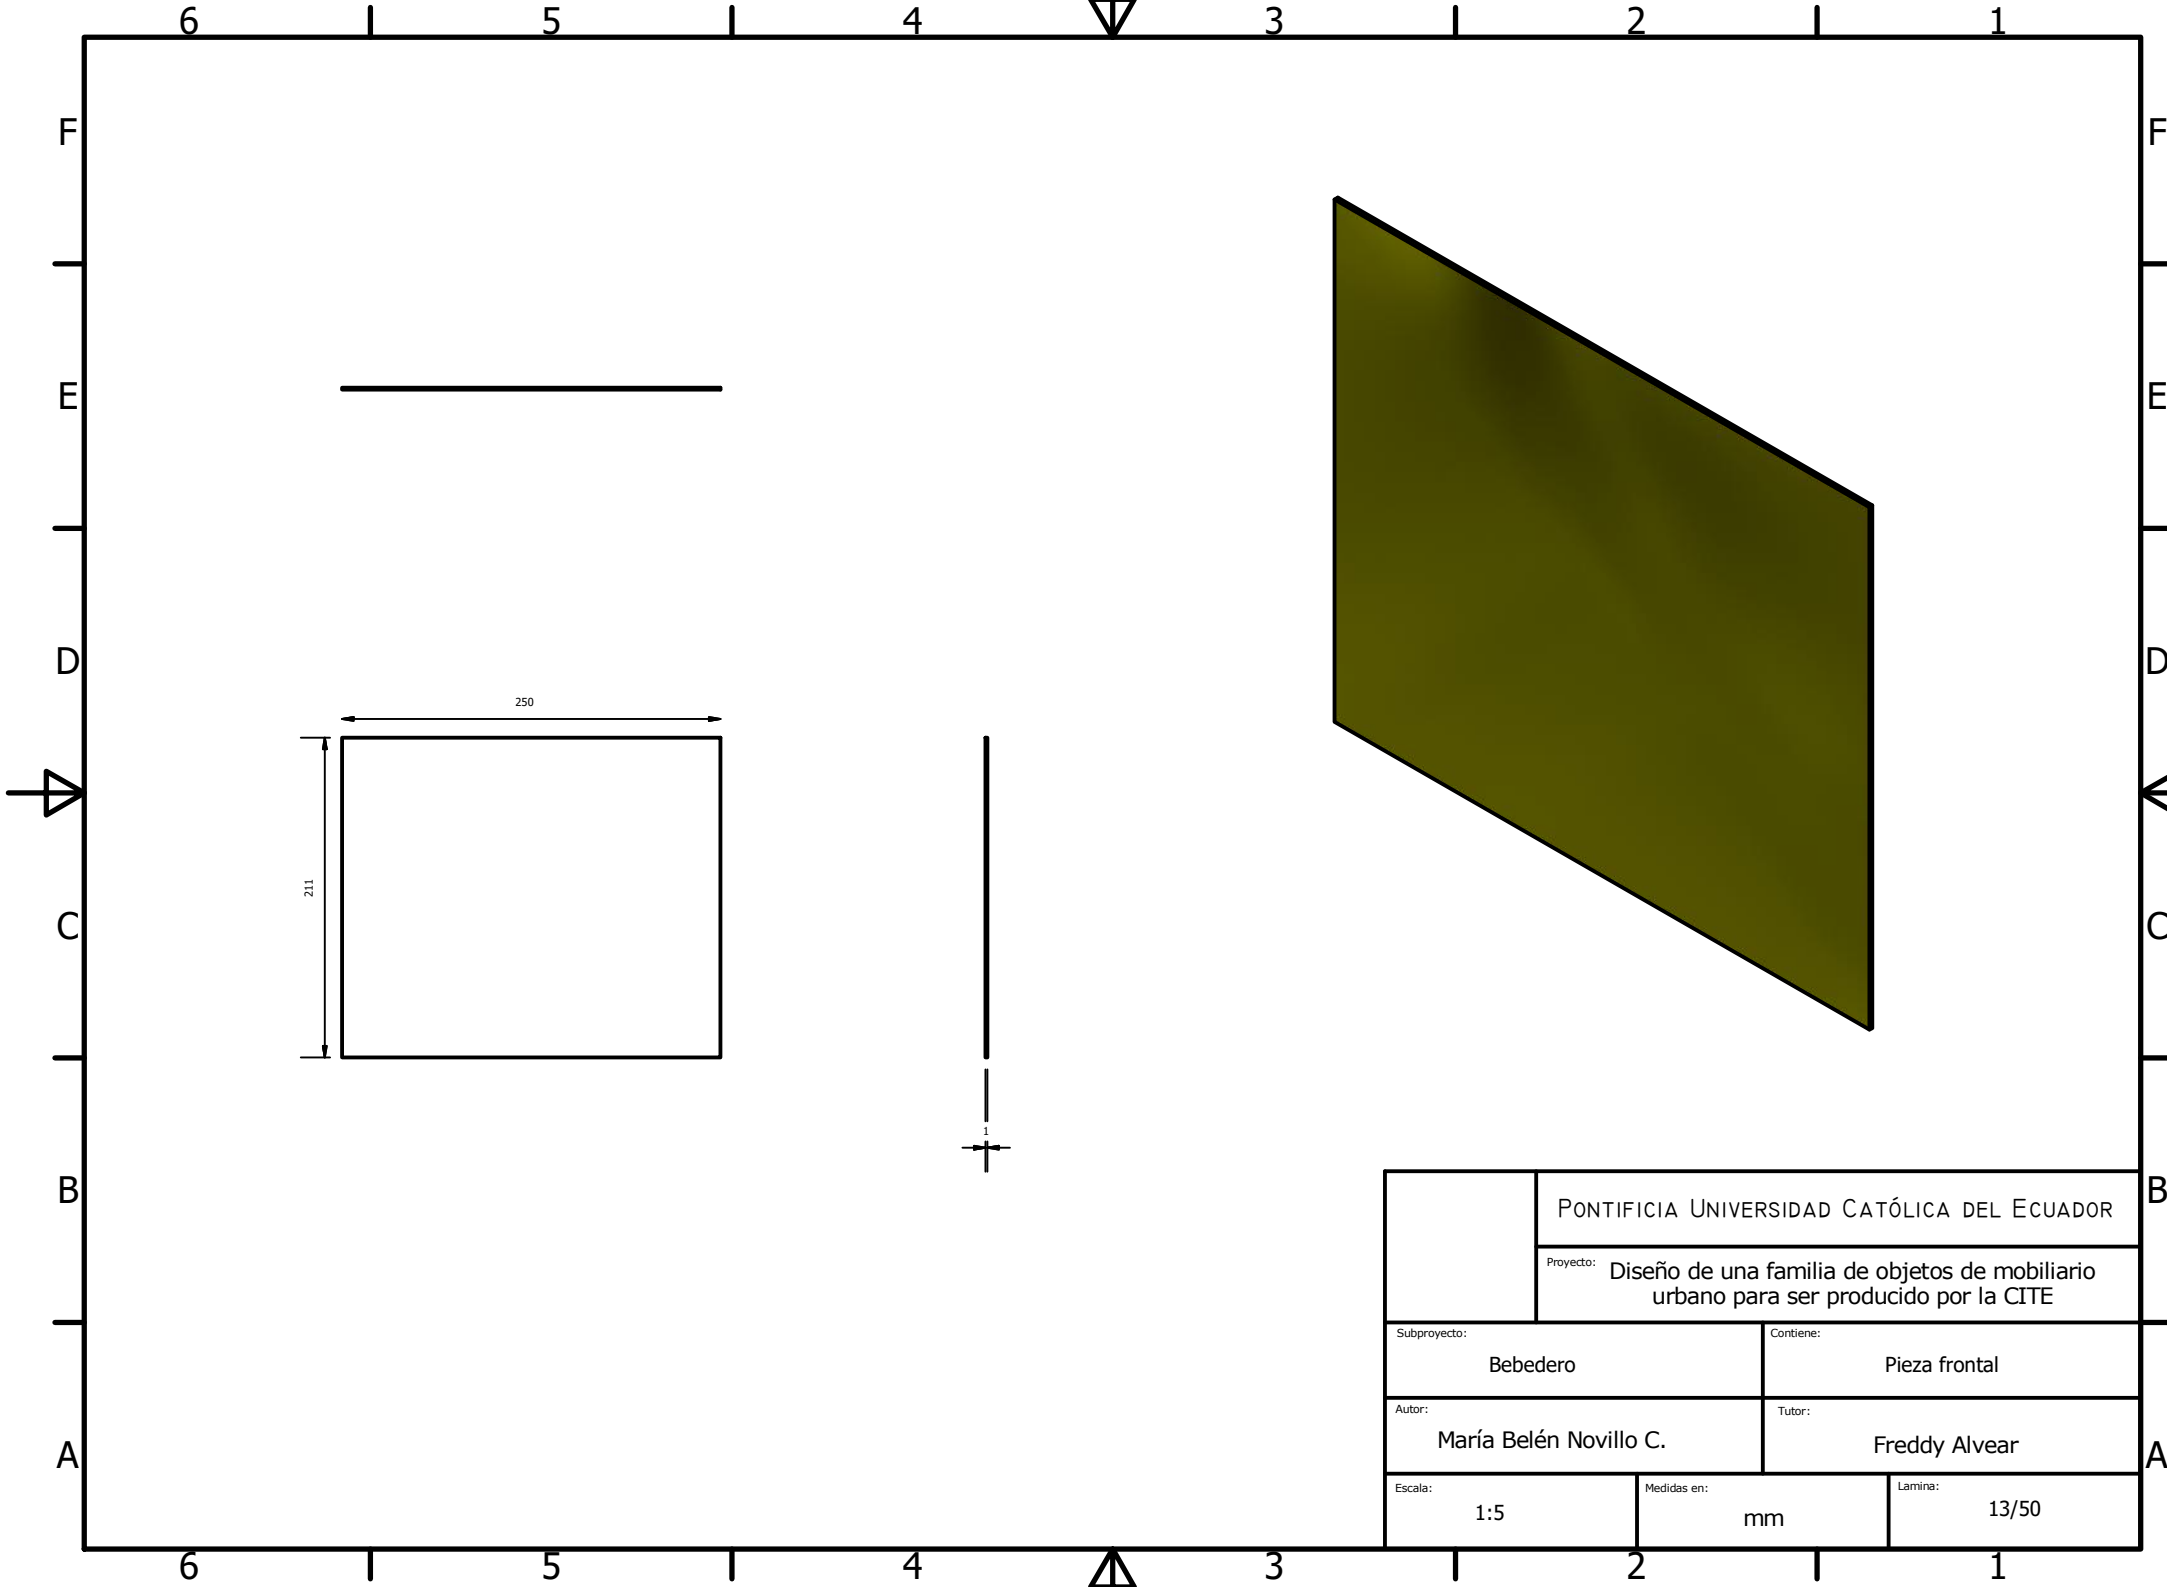 6 5 4 3 2 1
F F
E E
D D
250
211
C C
1
B B
PONTIFICIA UNIVERSIDAD CATÓLICA DEL ECUADOR
Proyecto: Diseño de una familia de objetos de mobiliario
urbano para ser producido por la CITE
Subproyecto: Contiene:
Bebedero Pieza frontal
Autor: Tutor:
María Belén Novillo C. Freddy Alvear
A A
Escala: Medidas en: Lamina:
1:5 mm 13/50
6 5 4 3 2 1